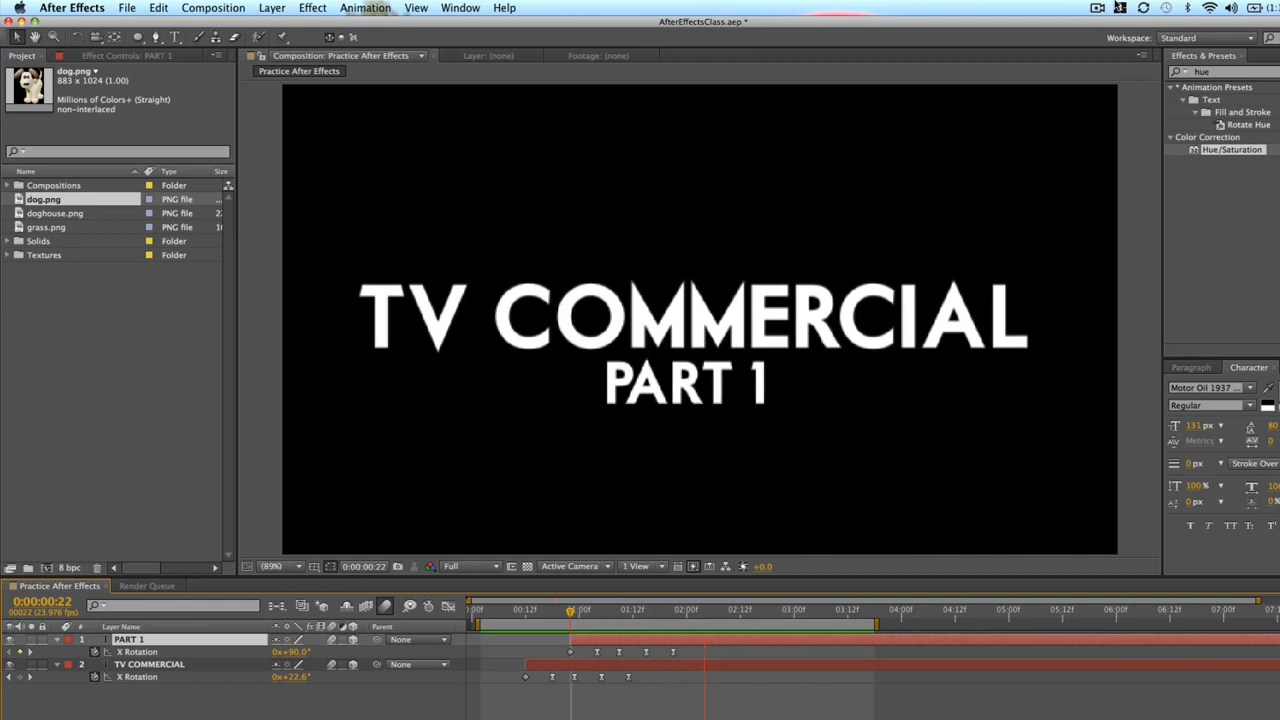 After Effects File Edit Composition Layer Effect Animation View Window Help
AfterEffectsClass.aep *
Workspace: Standard
Project Effect Controls: PART 1 Composition: Practice After Effects Layer: (none) Footage: (none) Effects & Presets
dog.png
883 x 1024 (1.00)
Millions of Colors+ (Straight)
non-interlaced
Practice After Effects
hue
* Animation Presets
Text
Fill and Stroke
Rotate Hue
Color Correction
Hue/Saturation
Name Type Size
Compositions Folder
dog.png PNG file ...
doghouse.png PNG file
grass.png PNG file
Solids Folder
Textures Folder
TV COMMERCIAL
PART 1
Paragraph Character
Motor Oil 1937 ...
Regular
131 px 80
Metrics 0
0 px Stroke Over
100 %
0 px
8 bpc (89%) 0:00:00:22 Full Active Camera 1 View +0.0
Practice After Effects Render Queue
0:00:00:22
00022 (23.976 fps)
:00f 00:12f 01:00f 01:12f 02:00f 02:12f 03:00f 03:12f 04:00f 04:12f 05:00f 05:12f 06:00f 06:12f 07:0
# Layer Name Parent
1 PART 1 None
X Rotation 0x+90.0°
2 TV COMMERCIAL None
X Rotation 0x+22.6°